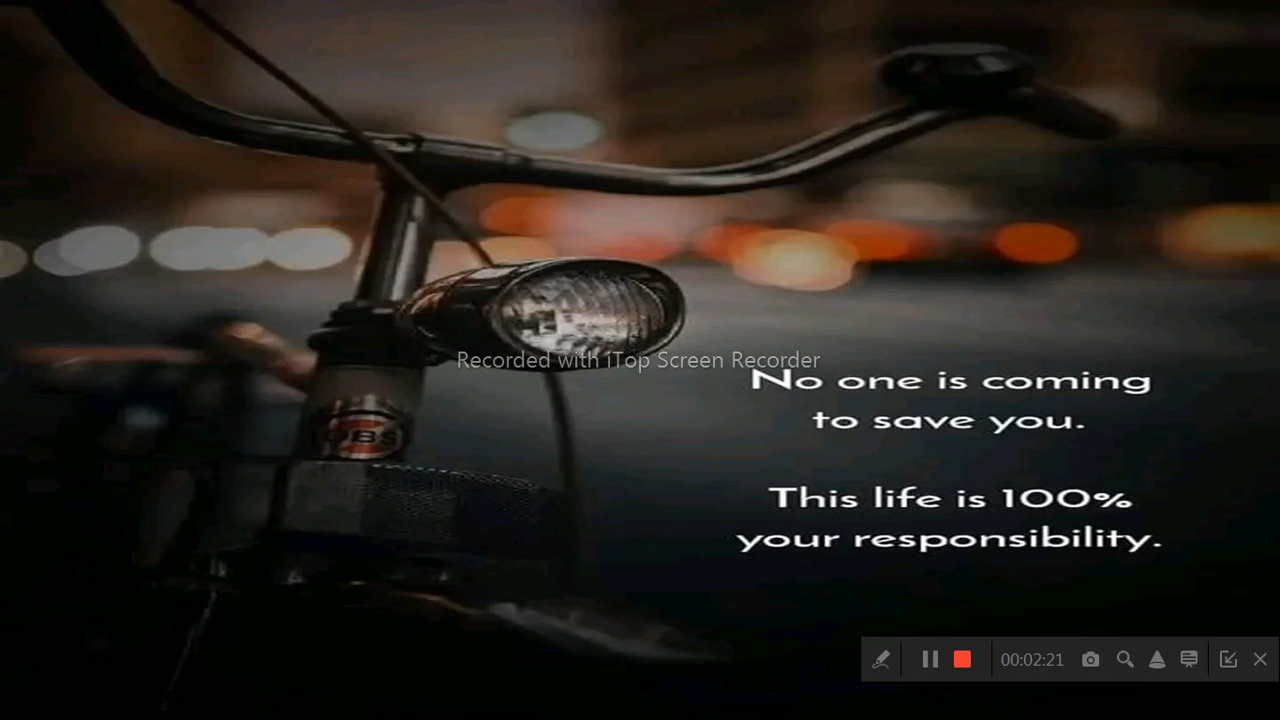 Recorded with iTop Screen Recorder
No one is coming
to save you.
This life is 100%
your responsibility.
00:02:21